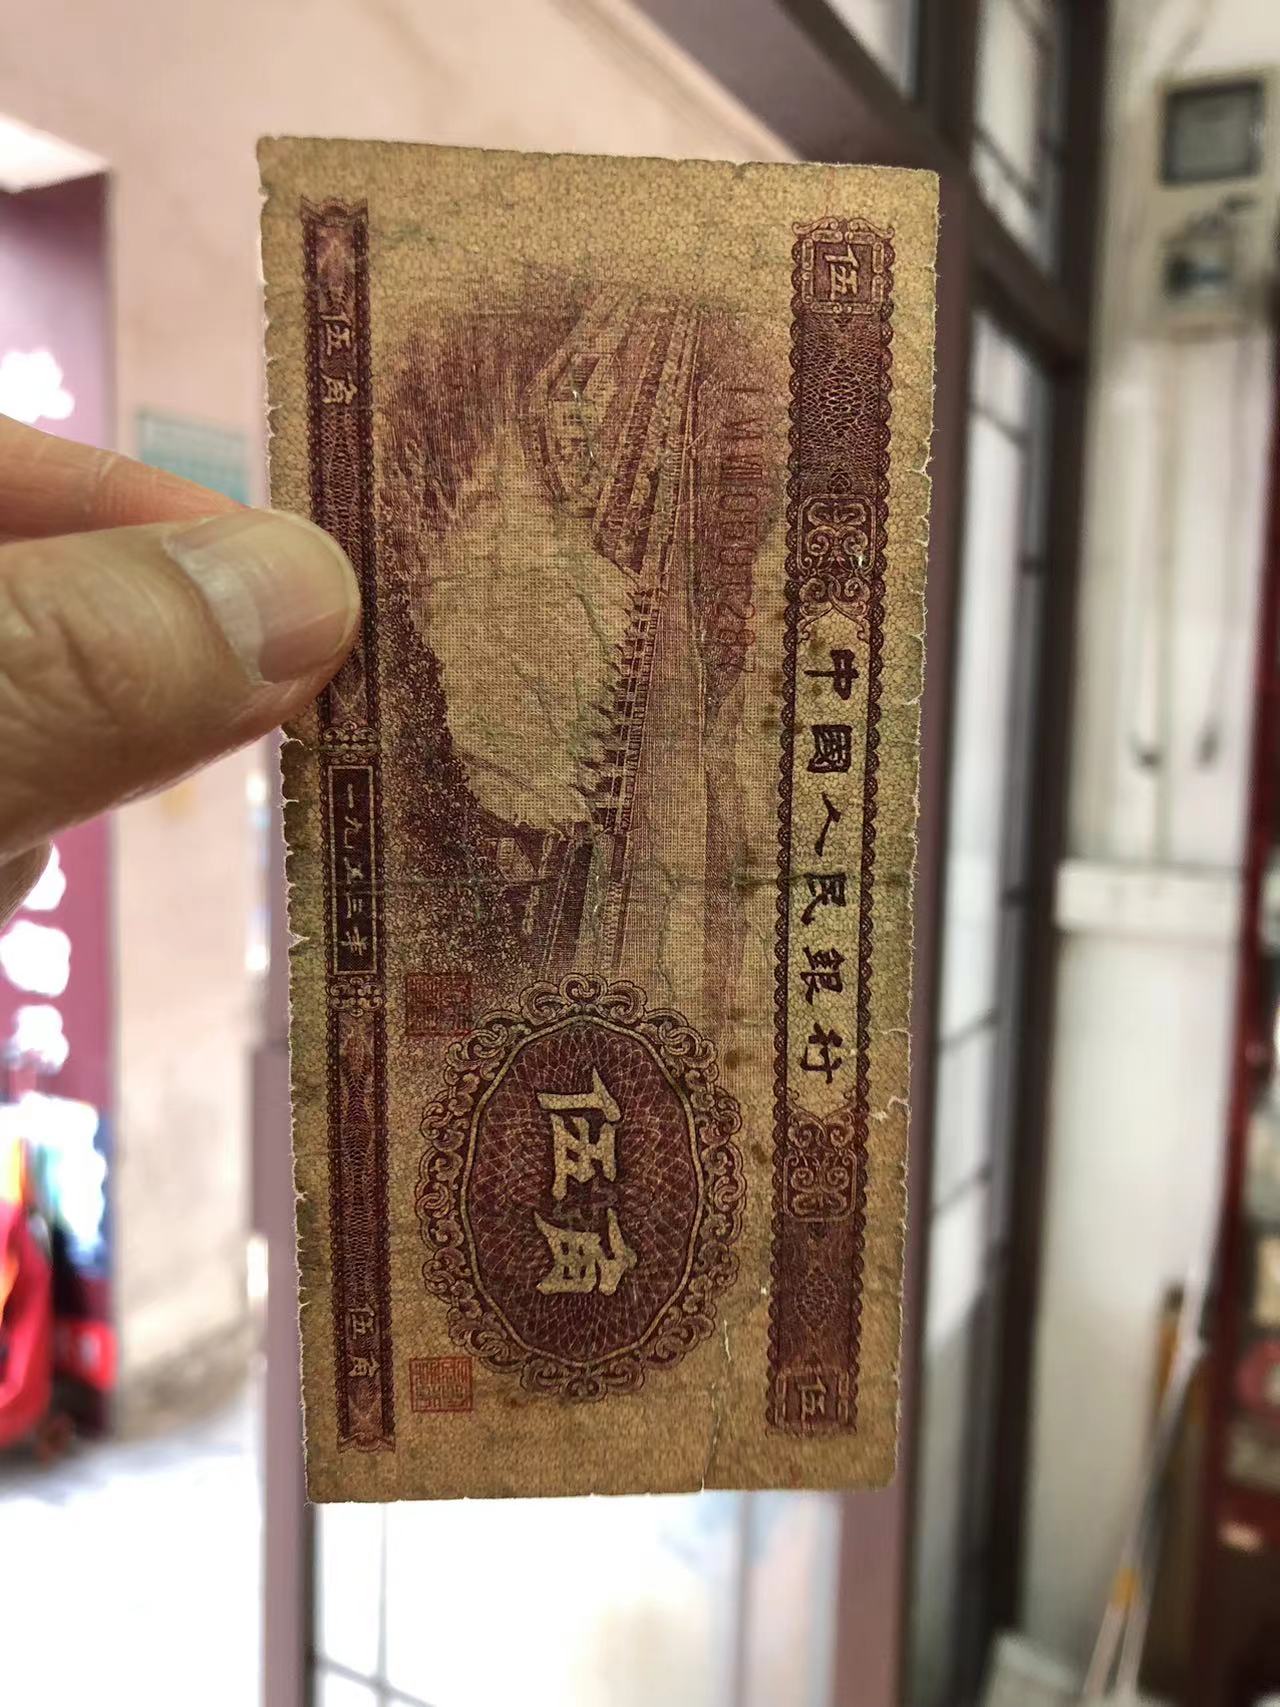 伍 中國人民銀行 伍
伍角
伍角 一九五三年 伍角